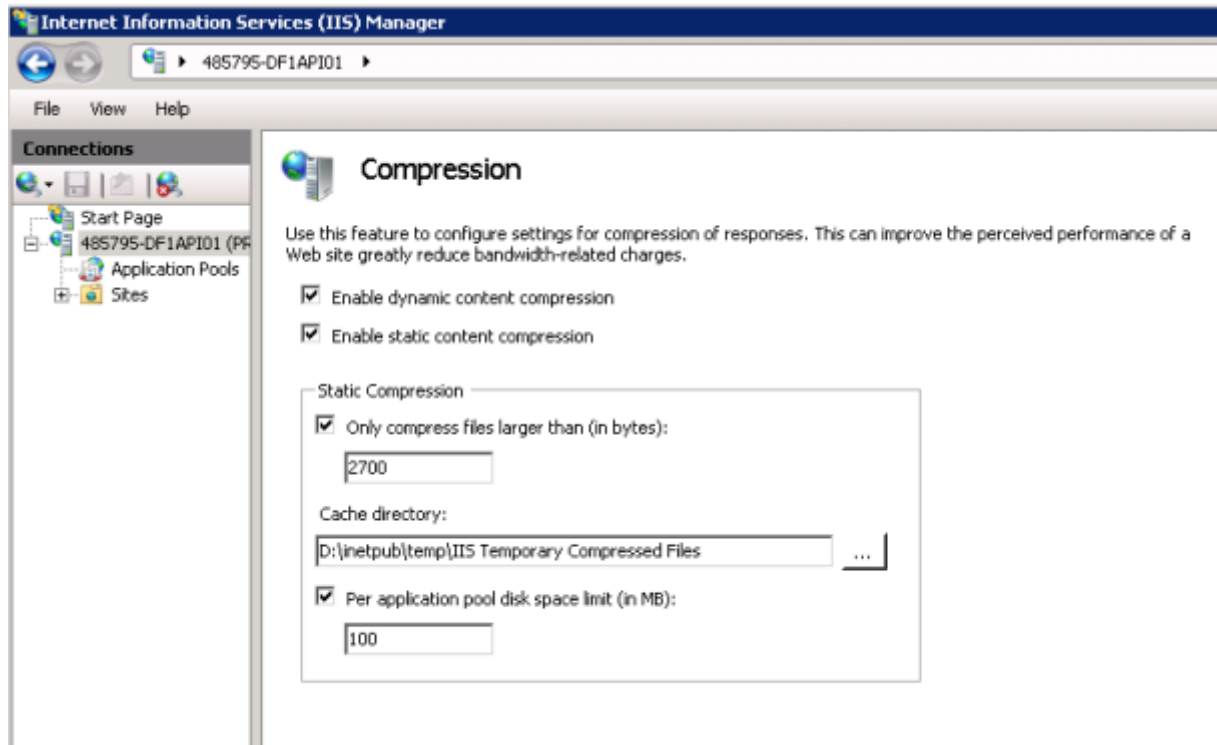 Internet Information Services (IIS) Manager
485795-DF1API01
File View Help
Connections
Start Page
485795-DF1API01 (PR
Application Pools
Sites
Compression
Use this feature to configure settings for compression of responses. This can improve the perceived performance of a
Web site greatly reduce bandwidth-related charges.
Enable dynamic content compression
Enable static content compression
Static Compression
Only compress files larger than (in bytes):
2700
Cache directory:
D:\inetpub\temp\IIS Temporary Compressed Files
...
Per application pool disk space limit (in MB):
100